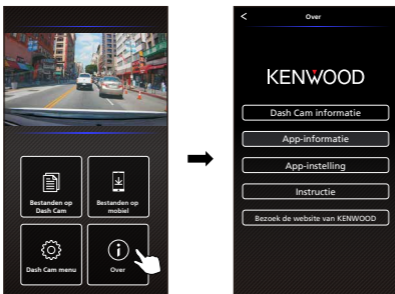 Bestanden op
Dash Cam
Bestanden op
mobiel
Dash Cam menu
Over
<
Over
KENWOOD
Dash Cam informatie
App-informatie
App-instelling
Instructie
Bezoek de website van KENWOOD